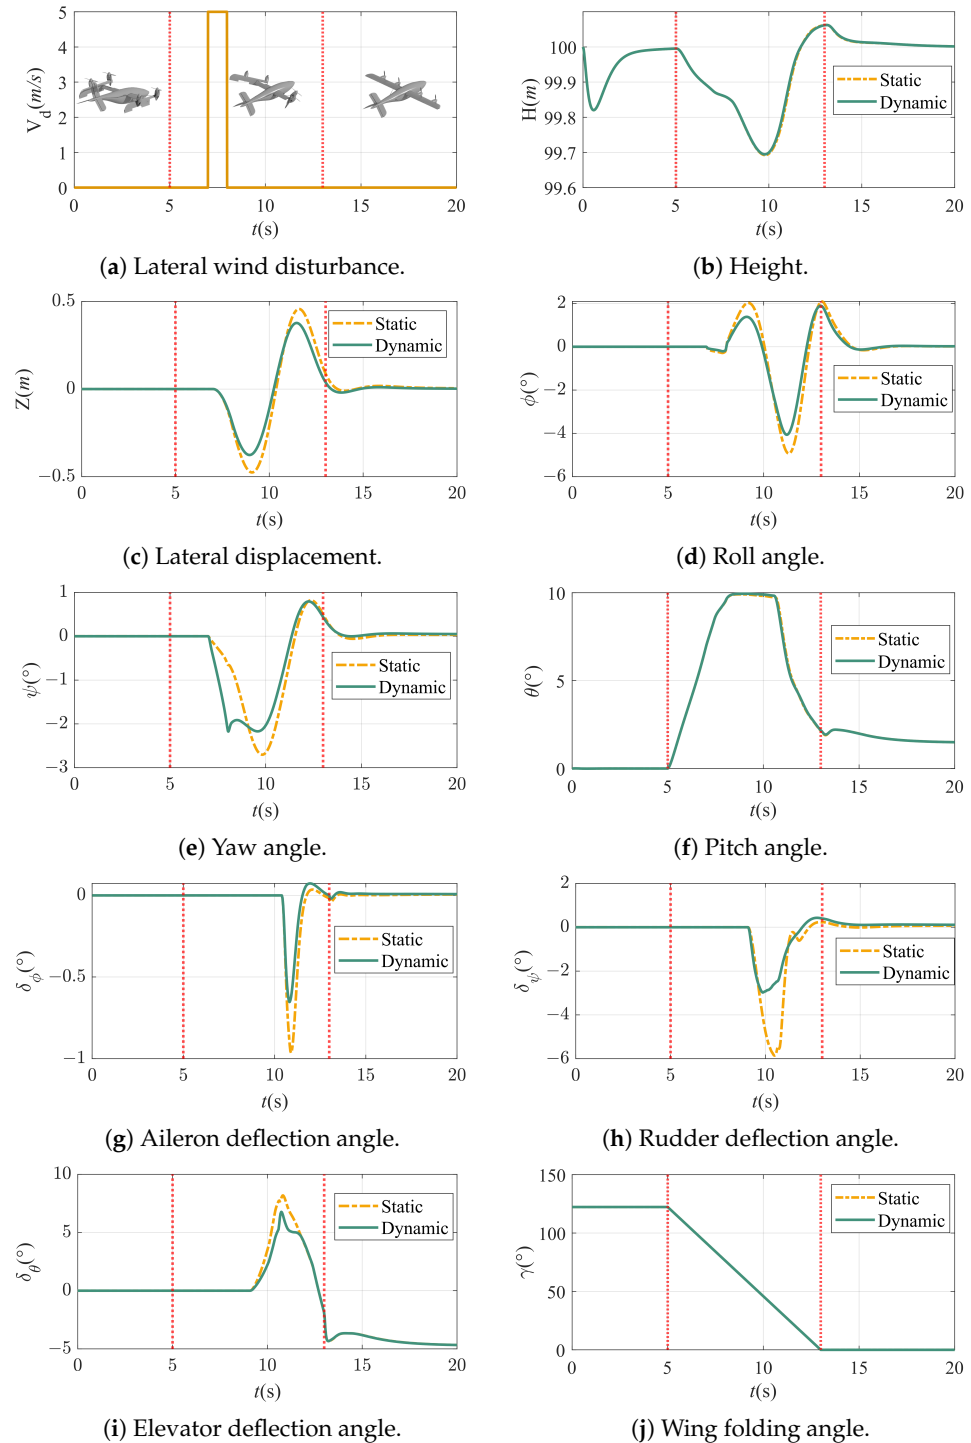 5
4
3
2
1
0
V_d(m/s)
0 5 10 15 20
t(s)
(a) Lateral wind disturbance.
100
99.9
99.8
99.7
99.6
H(m)
Static
Dynamic
0 5 10 15 20
t(s)
(b) Height.
0.5
0
−0.5
Z(m)
Static
Dynamic
0 5 10 15 20
t(s)
(c) Lateral displacement.
2
0
−2
−4
−6
ϕ(°)
Static
Dynamic
0 5 10 15 20
t(s)
(d) Roll angle.
1
0
−1
−2
−3
ψ(°)
Static
Dynamic
0 5 10 15 20
t(s)
(e) Yaw angle.
10
5
0
θ(°)
Static
Dynamic
0 5 10 15 20
t(s)
(f) Pitch angle.
0
−0.5
−1
δ_ϕ(°)
Static
Dynamic
0 5 10 15 20
t(s)
(g) Aileron deflection angle.
2
0
−2
−4
−6
δ_ψ(°)
Static
Dynamic
0 5 10 15 20
t(s)
(h) Rudder deflection angle.
10
5
0
−5
δ_θ(°)
Static
Dynamic
0 5 10 15 20
t(s)
(i) Elevator deflection angle.
150
100
50
0
γ(°)
Static
Dynamic
0 5 10 15 20
t(s)
(j) Wing folding angle.